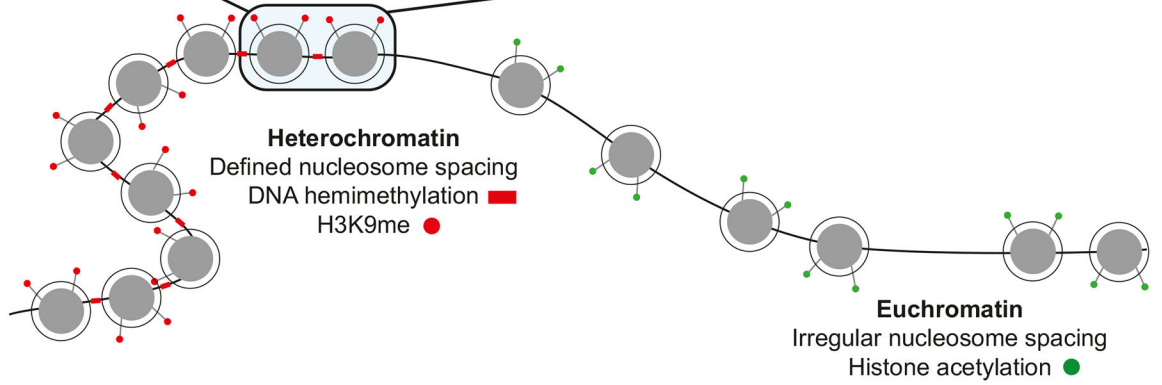 Heterochromatin
Defined nucleosome spacing
DNA hemimethylation
H3K9me
Euchromatin
Irregular nucleosome spacing
Histone acetylation